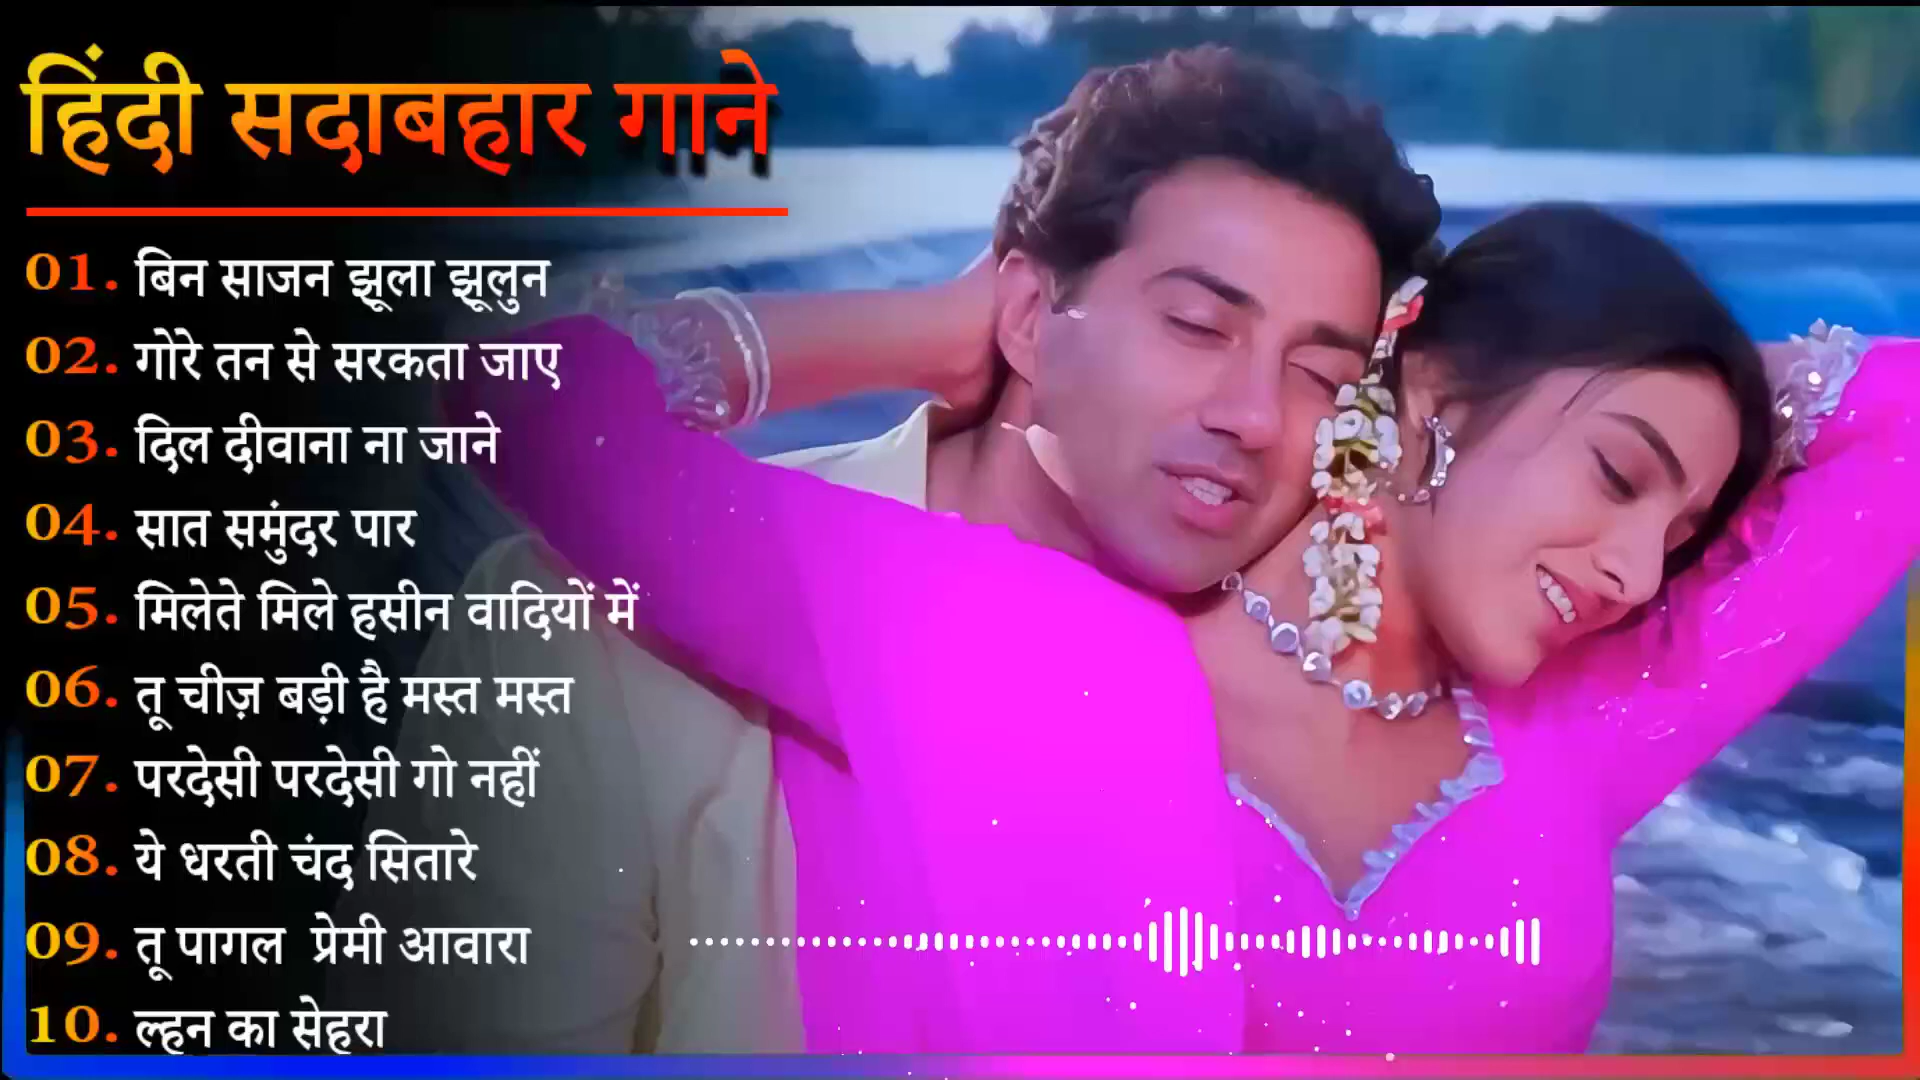 हिंदी सदाबहार गाने
01. बिन साजन झूला झूलुन
02. गोरे तन से सरकता जाए
03. दिल दीवाना ना जाने
04. सात समुंदर पार
05. मिलेते मिले हसीन वादियों में
06. तू चीज़ बड़ी है मस्त मस्त
07. परदेसी परदेसी गो नहीं
08. ये धरती चंद सितारे
09. तू पागल प्रेमी आवारा
10. ल्हन का सेहरा